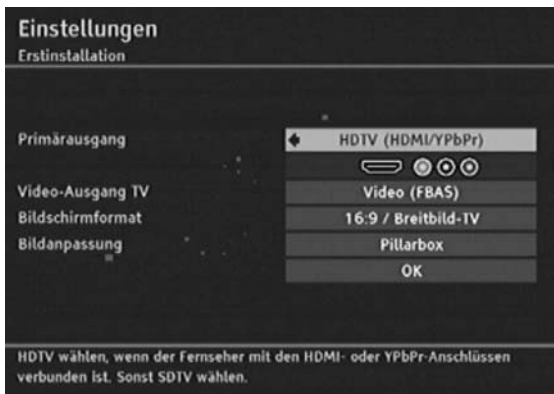 Einstellungen
Erstinstallation
Primärausgang HDTV (HDMI/YPbPr)
Video-Ausgang TV Video (FBAS)
Bildschirmformat 16:9 / Breitbild-TV
Bildanpassung Pillarbox
OK
HDTV wählen, wenn der Fernseher mit den HDMI- oder YPbPr-Anschlüssen
verbunden ist. Sonst SDTV wählen.